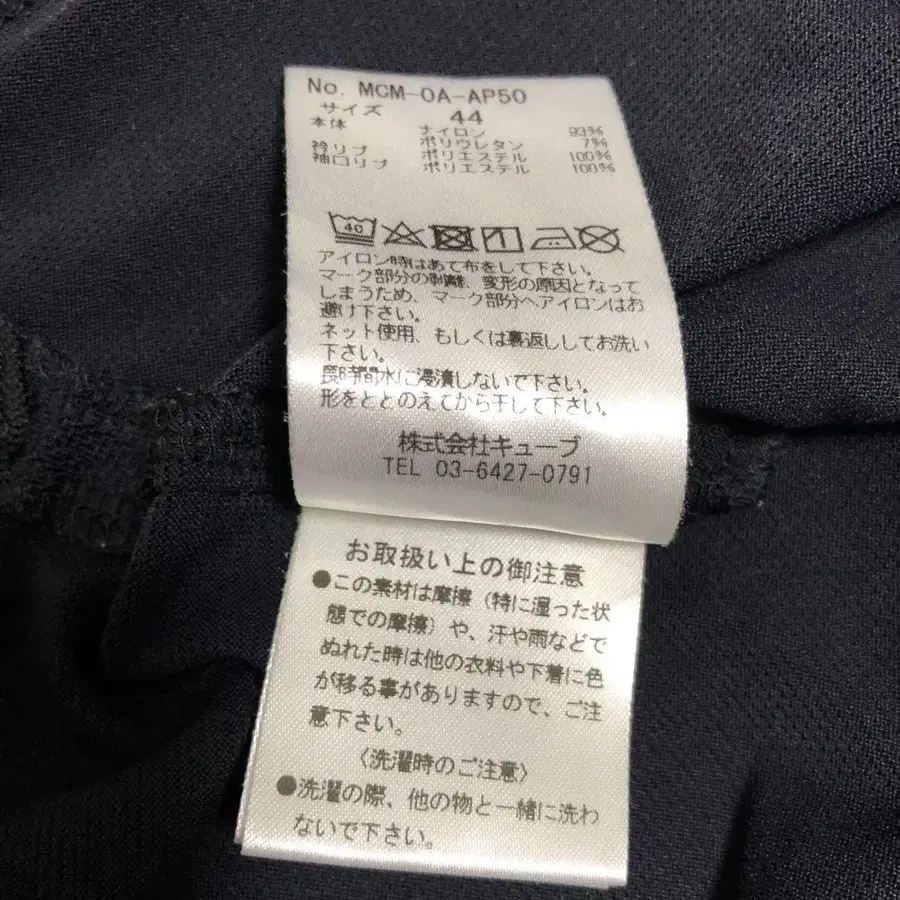 No. MCM-0A-AP50
サイズ 44
本体 ナイロン 93%
ポリウレタン 7%
衿リブ ポリエステル 100%
袖口リブ ポリエステル 100%
40
アイロン時はあて布をして下さい。
マーク部分の剥離、変形の原因となって
しまうため、マーク部分へアイロンはお
避け下さい。
ネット使用、もしくは裏返ししてお洗い
下さい。
長時間水に浸漬しないで下さい。
形をととのえてから干して下さい。
株式会社キューブ
TEL 03-6427-0791
お取扱い上の御注意
●この素材は摩擦（特に湿った状
態での摩擦）や、汗や雨などで
ぬれた時は他の衣料や下着に色
が移る事がありますので、ご注
意下さい。
〈洗濯時のご注意〉
●洗濯の際、他の物と一緒に洗わ
ないで下さい。